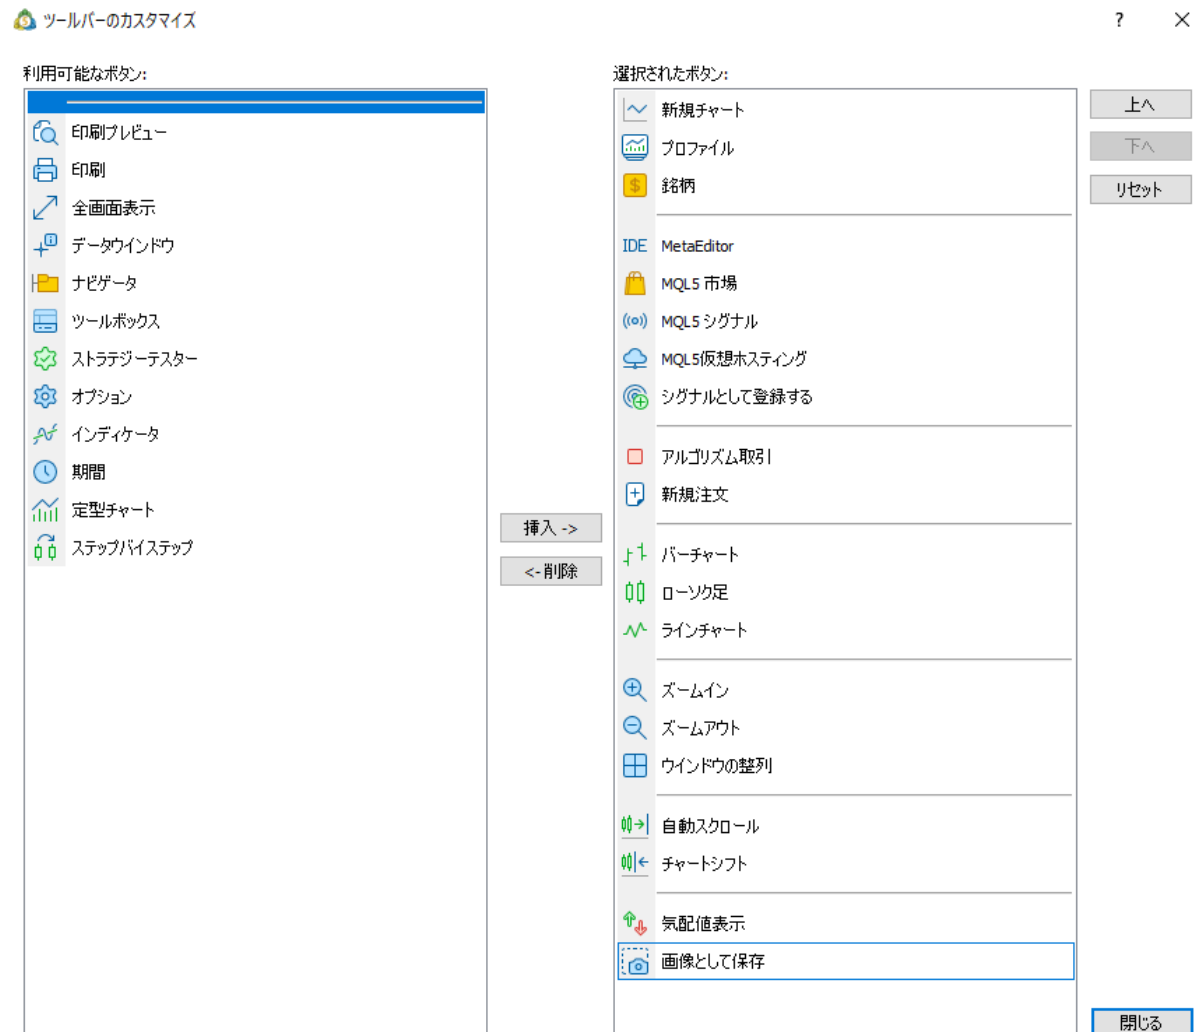 ツールバーのカスタマイズ
?
利用可能なボタン:
印刷プレビュー
印刷
全画面表示
データウインドウ
ナビゲータ
ツールボックス
ストラテジーテスター
オプション
インディケータ
期間
定型チャート
ステップバイステップ
挿入 ->
<- 削除
選択されたボタン:
新規チャート
プロファイル
銘柄
IDE MetaEditor
MQL5 市場
MQL5 シグナル
MQL5仮想ホスティング
シグナルとして登録する
アルゴリズム取引
新規注文
バーチャート
ローソク足
ラインチャート
ズームイン
ズームアウト
ウインドウの整列
自動スクロール
チャートシフト
気配値表示
画像として保存
上へ
下へ
リセット
閉じる